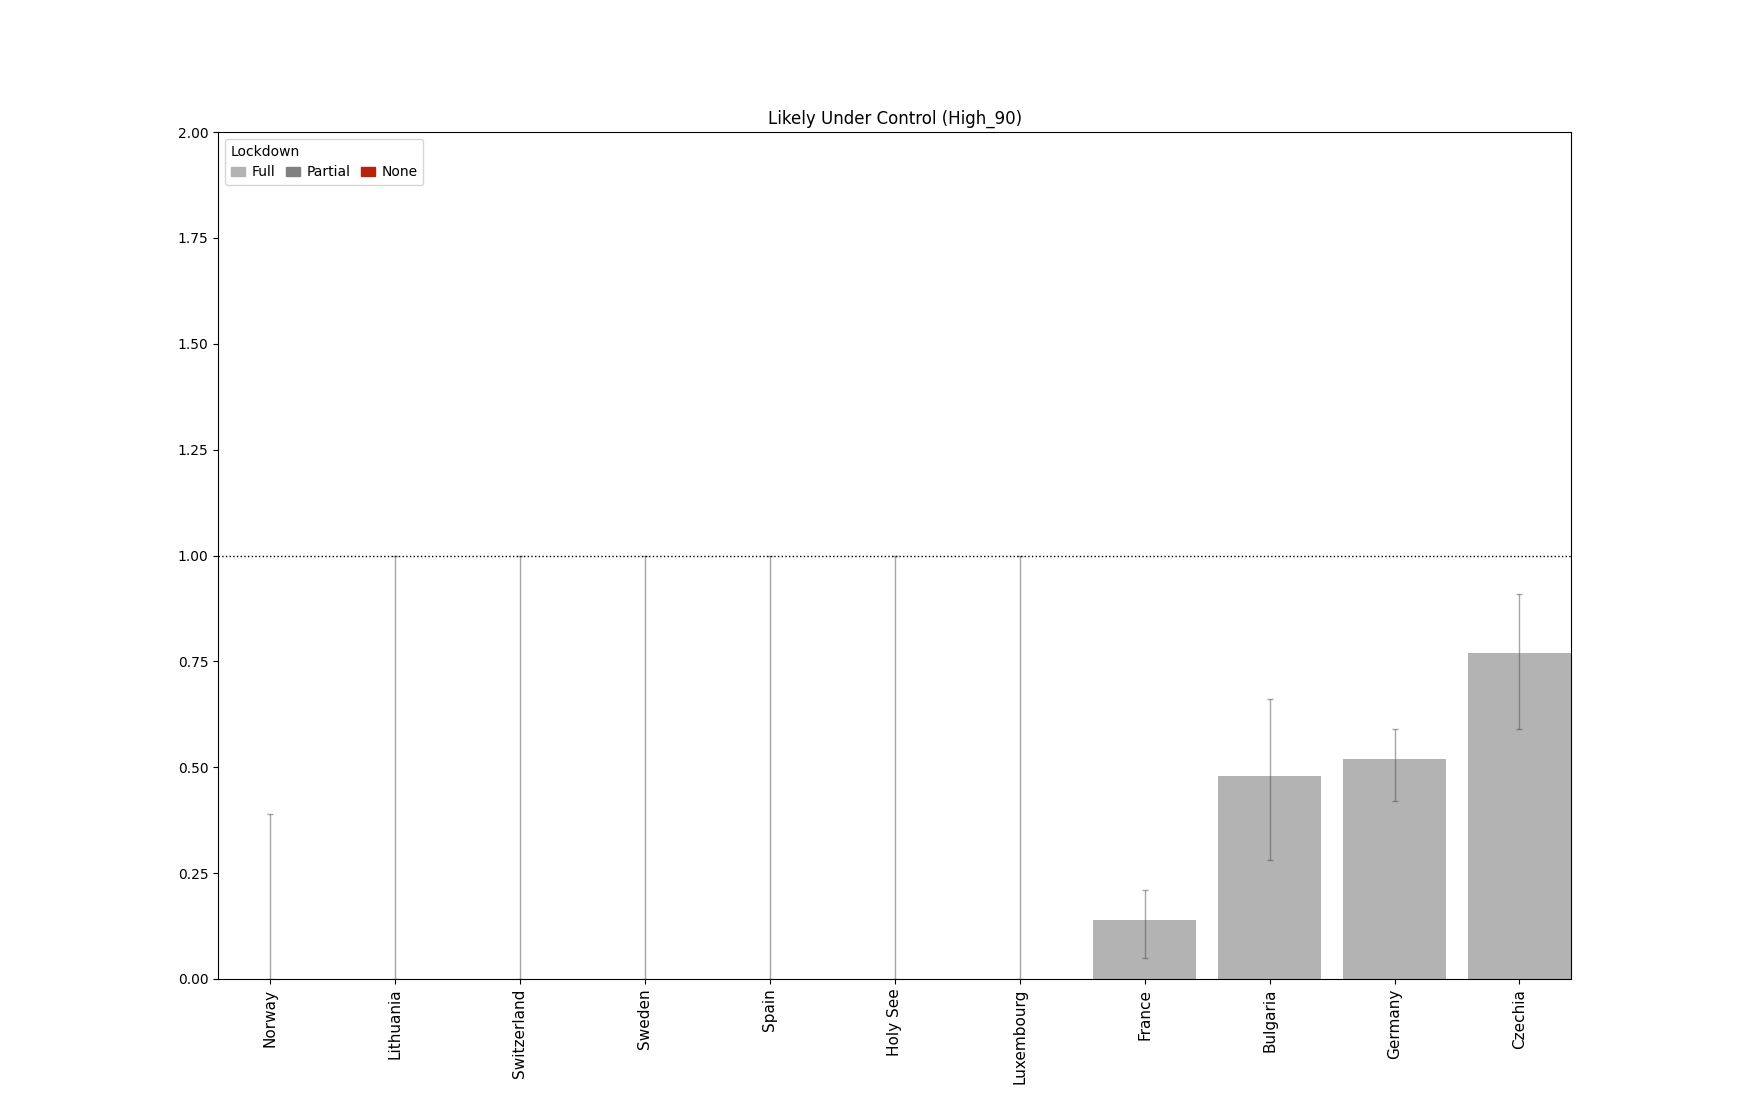 Likely Under Control (High_90)
2.00
Lockdown
Full Partial None
1.75
1.50
1.25
1.00
0.75
0.50
0.25
0.00
Norway
Lithuania
Switzerland
Sweden
Spain
Holy See
Luxembourg
France
Bulgaria
Germany
Czechia